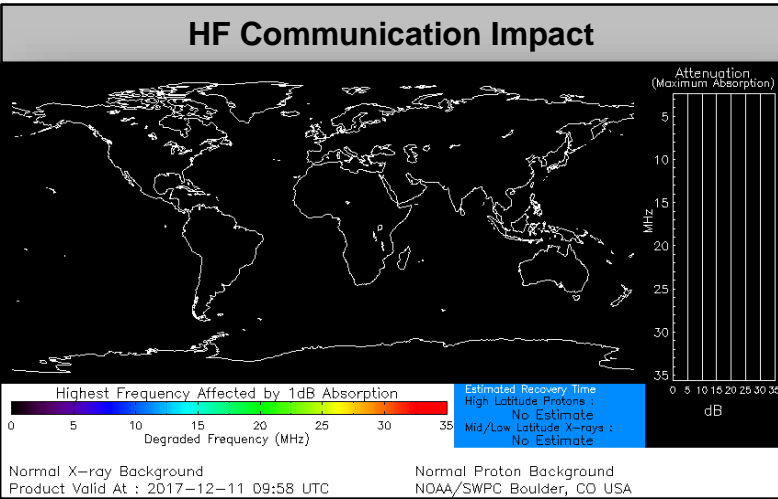 HF Communication Impact
Attenuation
(Maximum Absorption)
5
10
15
20
25
30
35
MHz
0 5 10 15 20 25 30 35
dB
Highest Frequency Affected by 1dB Absorption
0 5 10 15 20 25 30 35
Degraded Frequency (MHz)
Estimated Recovery Time
High Latitude Protons :
No Estimate
Mid/Low Latitude X-rays :
No Estimate
Normal X-ray Background
Product Valid At : 2017-12-11 09:58 UTC
Normal Proton Background
NOAA/SWPC Boulder, CO USA